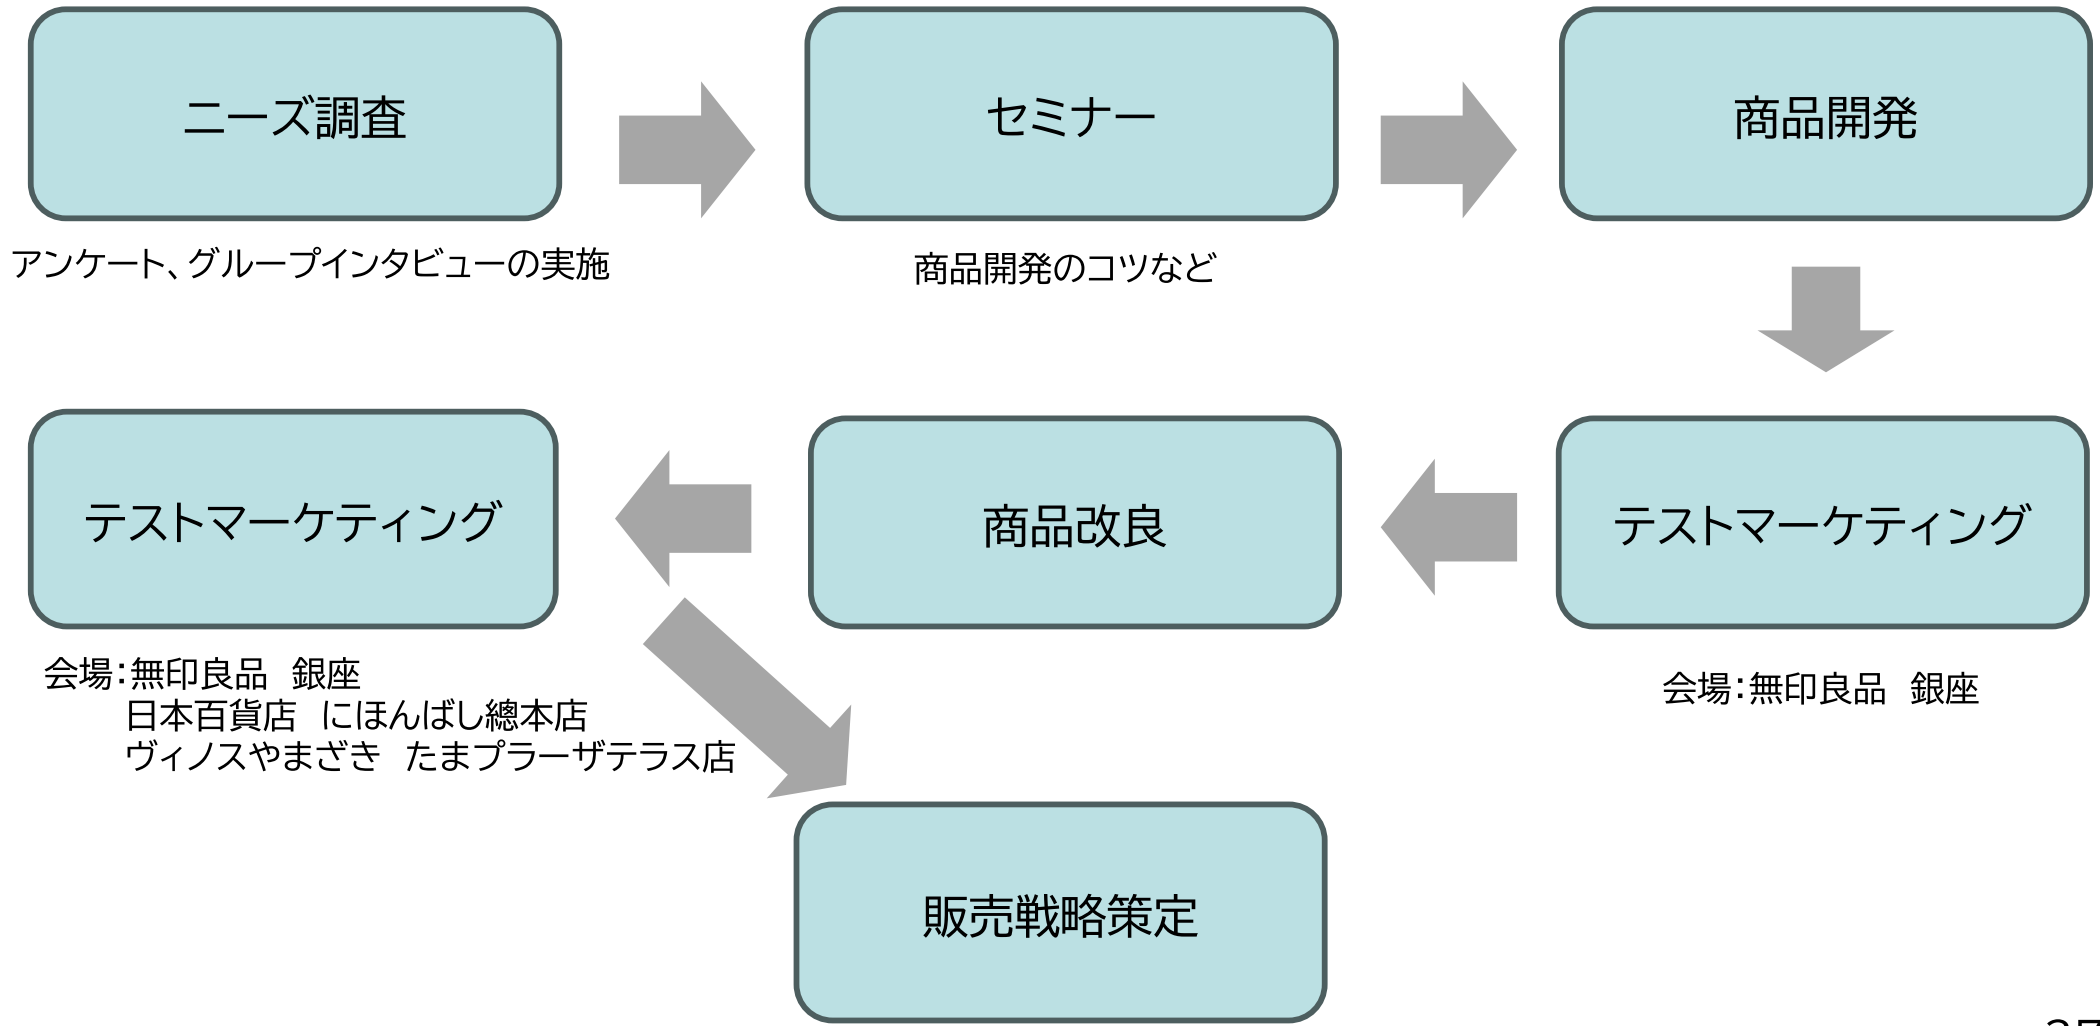 ニーズ調査
アンケート、グループインタビューの実施
セミナー
商品開発のコツなど
商品開発
テストマーケティング
会場：無印良品　銀座
商品改良
テストマーケティング
会場：無印良品　銀座
日本百貨店　にほんばし總本店
ヴィノスやまざき　たまプラーザテラス店
販売戦略策定